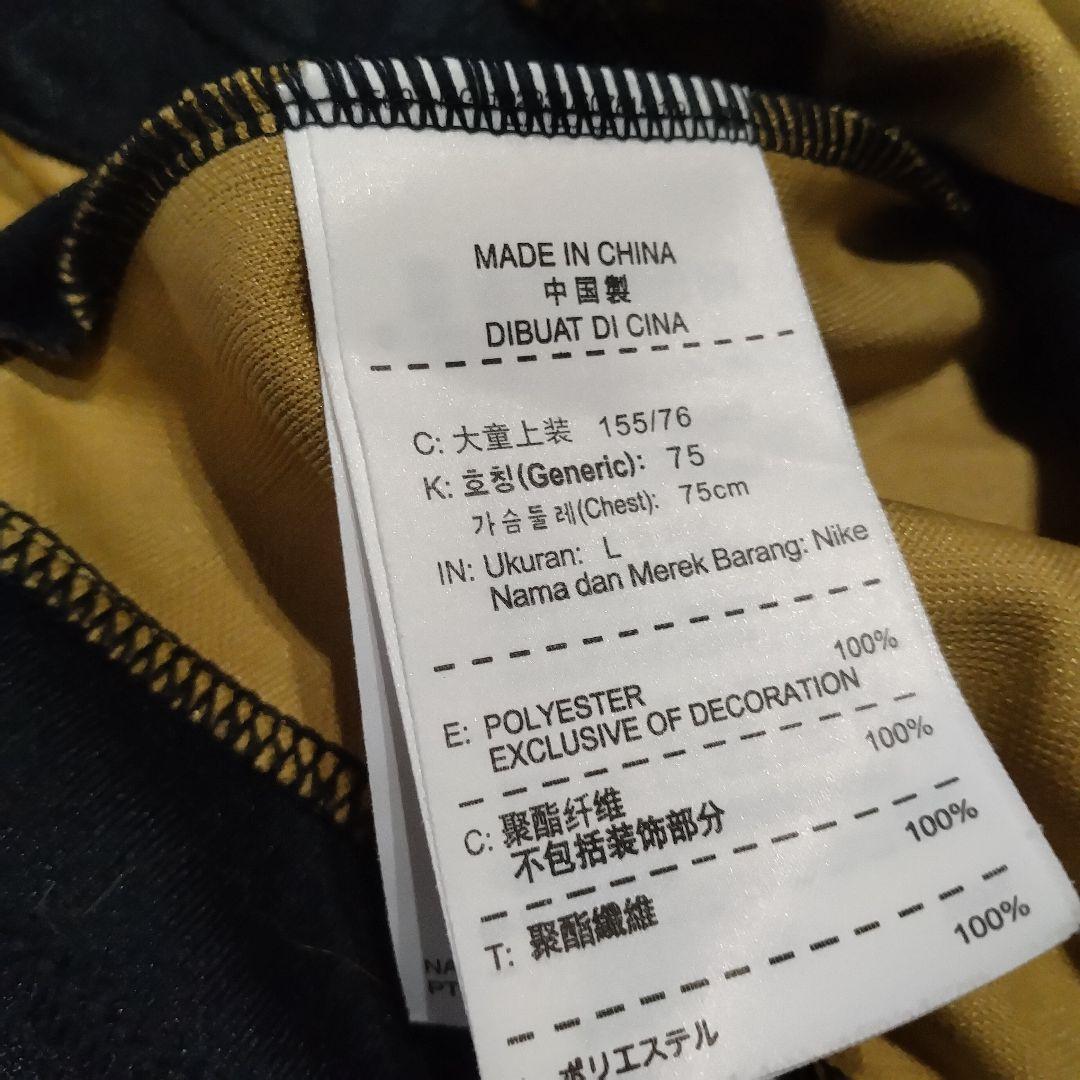 MADE IN CHINA
中国製
DIBUAT DI CINA
C: 大童上装 155/76
K: 호칭(Generic): 75
가슴둘레(Chest): 75cm
IN: Ukuran: L
Nama dan Merek Barang: Nike
100%
E: POLYESTER
EXCLUSIVE OF DECORATION
100%
C: 聚酯纤维
不包括装饰部分
100%
T: 聚酯纖維
100%
ポリエステル
NA
PT